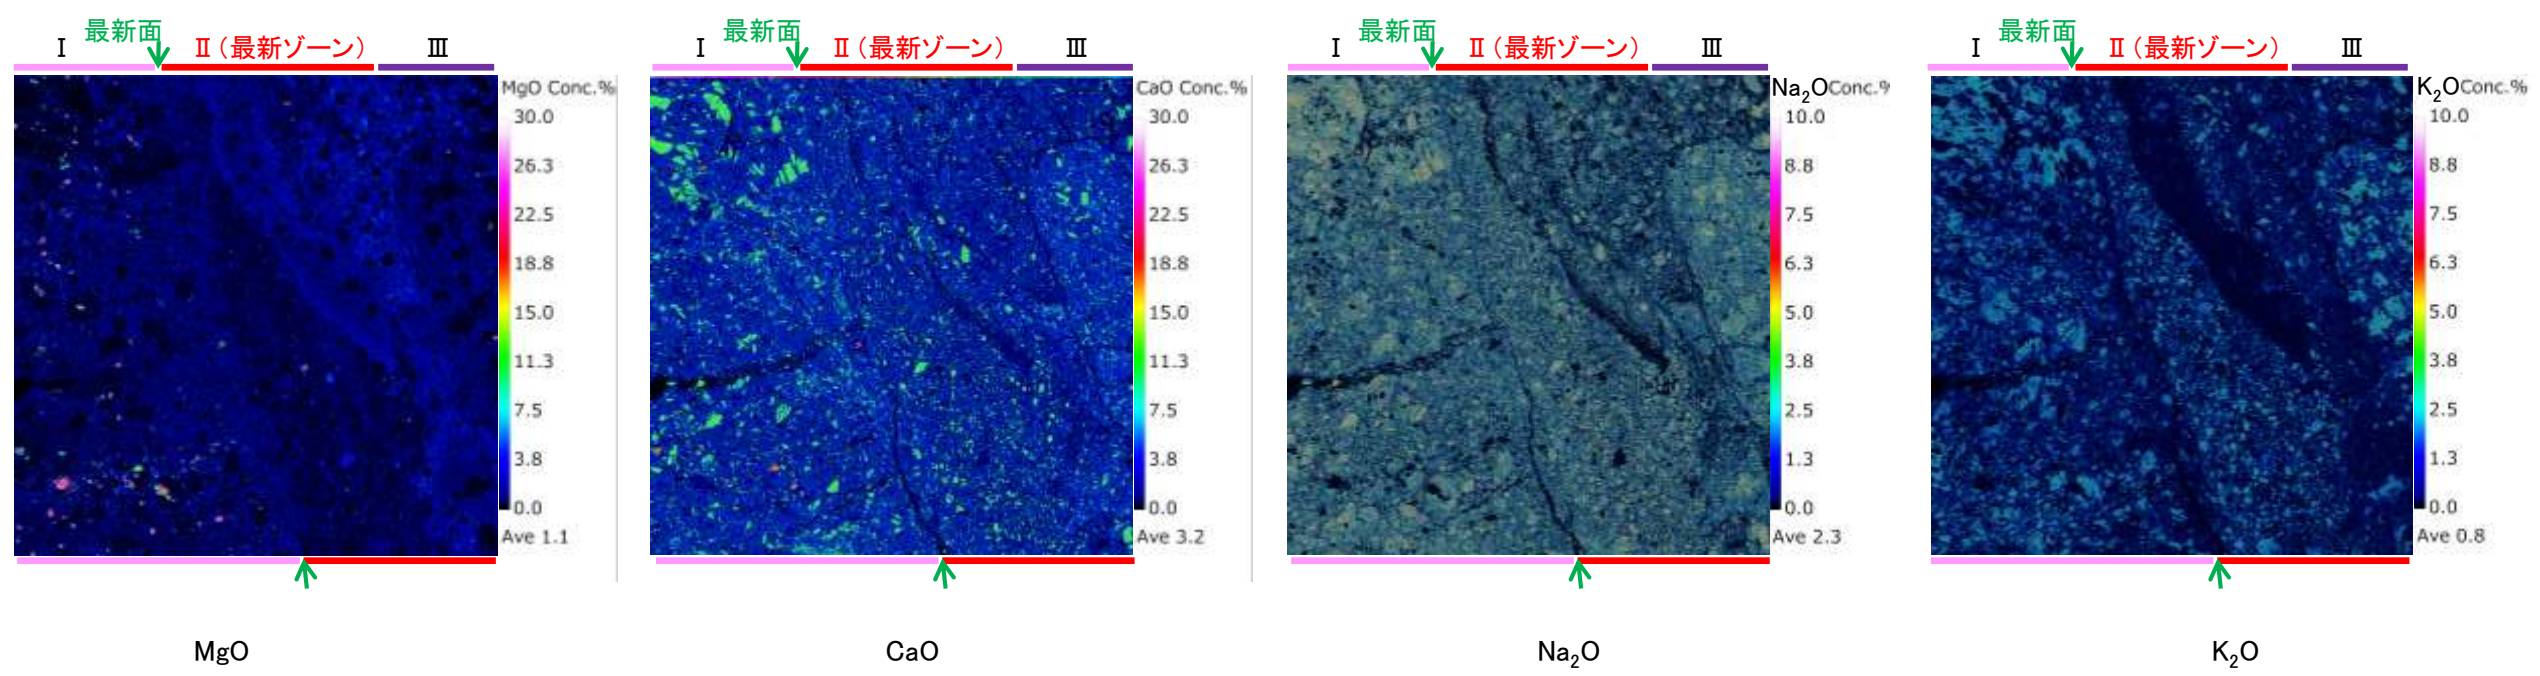 Ⅰ 最新面 Ⅱ（最新ゾーン） Ⅲ
MgO Conc.%
30.0
26.3
22.5
18.8
15.0
11.3
7.5
3.8
0.0
Ave 1.1
MgO
Ⅰ 最新面 Ⅱ（最新ゾーン） Ⅲ
CaO Conc.%
30.0
26.3
22.5
18.8
15.0
11.3
7.5
3.8
0.0
Ave 3.2
CaO
Ⅰ 最新面 Ⅱ（最新ゾーン） Ⅲ
Na₂O Conc.%
10.0
8.8
7.5
6.3
5.0
3.8
2.5
1.3
0.0
Ave 2.3
Na₂O
Ⅰ 最新面 Ⅱ（最新ゾーン） Ⅲ
K₂O Conc.%
10.0
8.8
7.5
6.3
5.0
3.8
2.5
1.3
0.0
Ave 0.8
K₂O